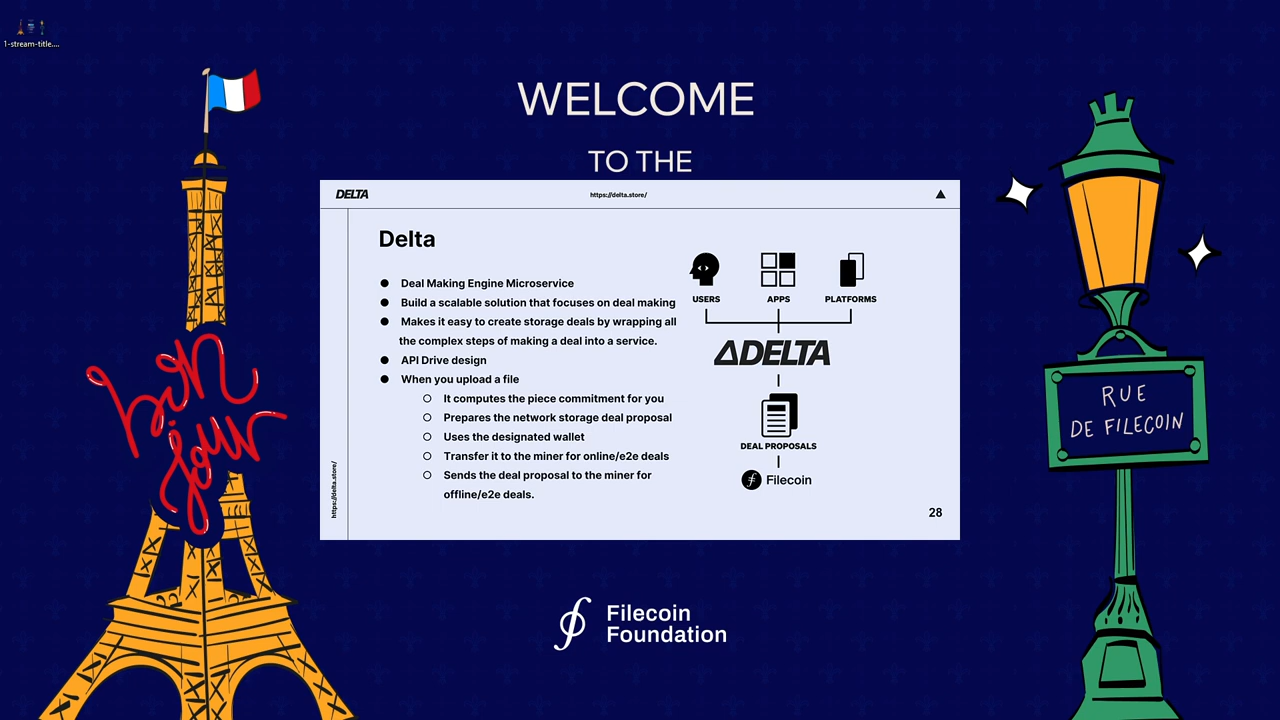 1-stream-title....
WELCOME
TO THE
DELTA
https://delta.store/
Delta
● Deal Making Engine Microservice
● Build a scalable solution that focuses on deal making
● Makes it easy to create storage deals by wrapping all
the complex steps of making a deal into a service.
● API Drive design
● When you upload a file
○ It computes the piece commitment for you
○ Prepares the network storage deal proposal
○ Uses the designated wallet
○ Transfer it to the miner for online/e2e deals
○ Sends the deal proposal to the miner for
offline/e2e deals.
USERS APPS PLATFORMS
DELTA
DEAL PROPOSALS
Filecoin
https://delta.store/
28
bon
jour
RUE
DE FILECOIN
Filecoin
Foundation